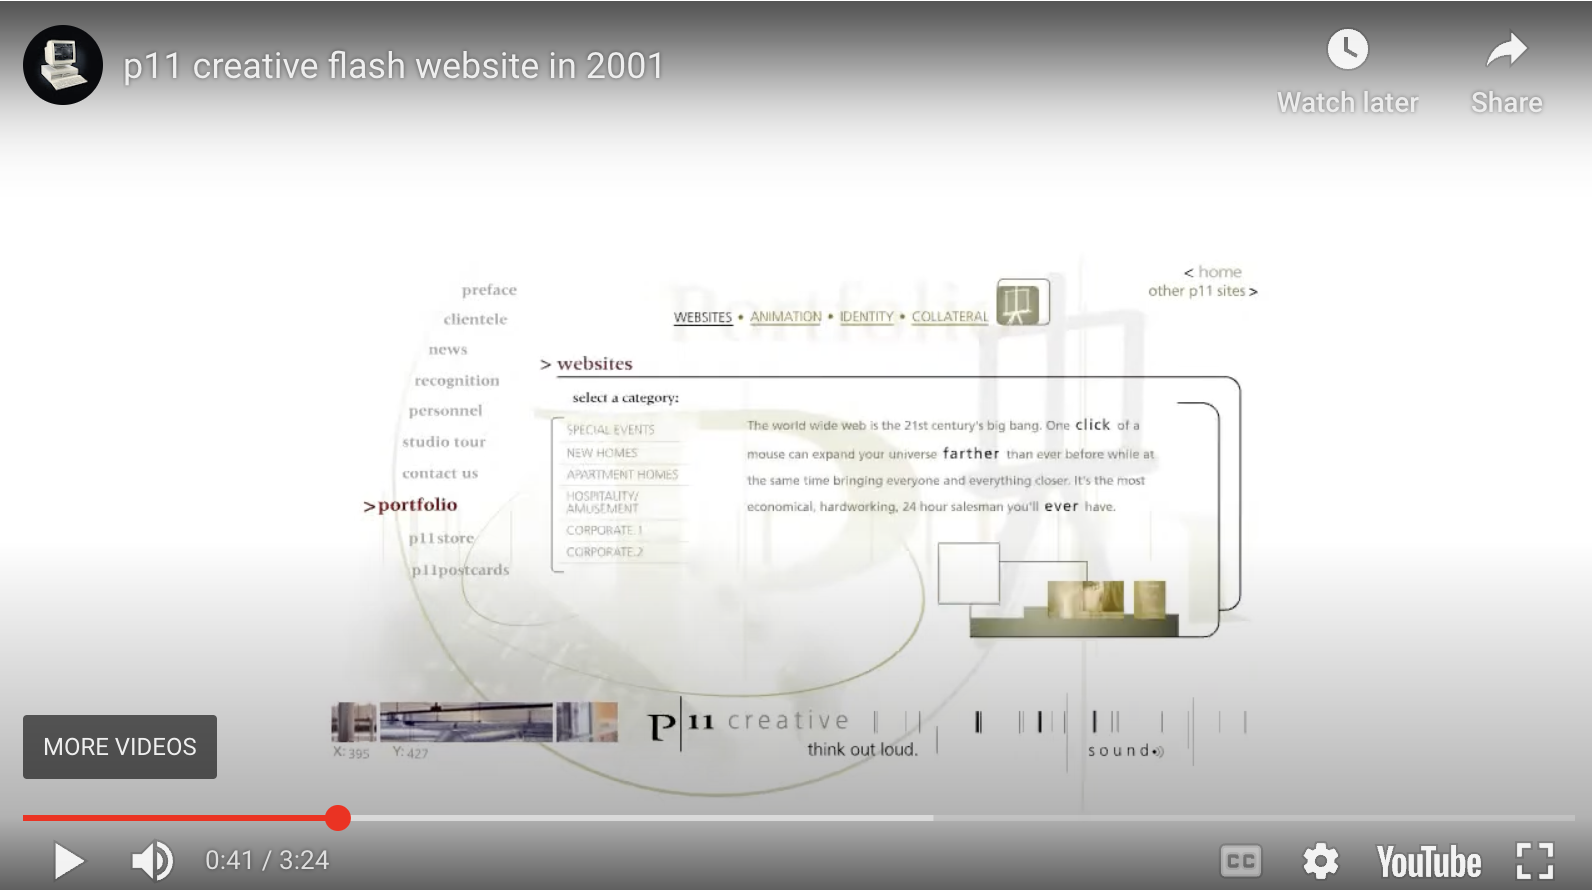 p11 creative flash website in 2001
Watch later
Share
< home
other p11 sites >
Portfolio
WEBSITES • ANIMATION • IDENTITY • COLLATERAL
preface
clientele
news
recognition
personnel
studio tour
contact us
>portfolio
p11store
p11postcards
> websites
select a category:
SPECIAL EVENTS
NEW HOMES
APARTMENT HOMES
HOSPITALITY/
AMUSEMENT
CORPORATE.1
CORPORATE.2
The world wide web is the 21st century's big bang. One click of a
mouse can expand your universe farther than ever before while at
the same time bringing everyone and everything closer. It's the most
economical, hardworking, 24 hour salesman you'll ever have.
P 11 creative
think out loud.
sound
X: 395 Y: 427
MORE VIDEOS
0:41 / 3:24
CC
YouTube